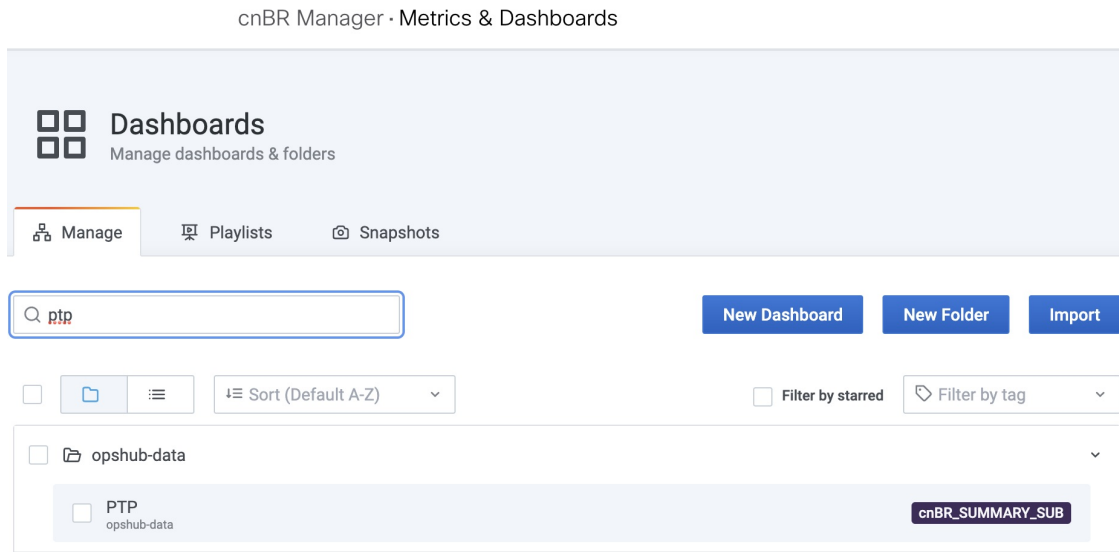 cnBR Manager · Metrics & Dashboards
Dashboards
Manage dashboards & folders
Manage Playlists Snapshots
ptp New Dashboard New Folder Import
Sort (Default A-Z) Filter by starred Filter by tag
opshub-data
PTP cnBR_SUMMARY_SUB
opshub-data